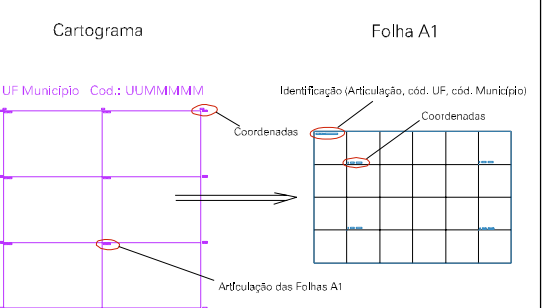 Cartograma
Folha A1
UF Município Cod.: UUMMMMM
Identificação (Articulação, cód. UF, cód. Município)
Coordenadas
Coordenadas
Articulação das Folhas A1